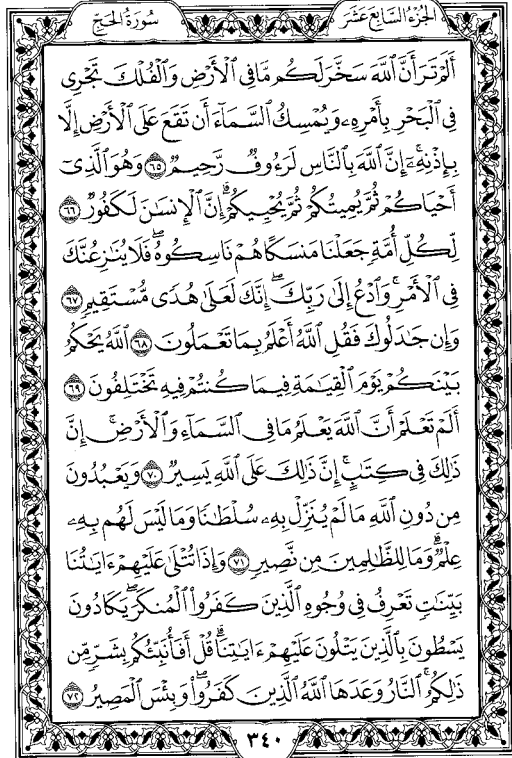 الجزء السابع عشر
سورة الحج
أَلَمْ تَرَ أَنَّ ٱللَّهَ سَخَّرَ لَكُم مَّا فِى ٱلْأَرْضِ وَٱلْفُلْكَ تَجْرِى
فِى ٱلْبَحْرِ بِأَمْرِهِۦ وَيُمْسِكُ ٱلسَّمَآءَ أَن تَقَعَ عَلَى ٱلْأَرْضِ إِلَّا
بِإِذْنِهِۦٓ ۗ إِنَّ ٱللَّهَ بِٱلنَّاسِ لَرَءُوفٌ رَّحِيمٌ ٦٥ وَهُوَ ٱلَّذِىٓ
أَحْيَاكُمْ ثُمَّ يُمِيتُكُمْ ثُمَّ يُحْيِيكُمْ ۗ إِنَّ ٱلْإِنسَٰنَ لَكَفُورٌ ٦٦
لِّكُلِّ أُمَّةٍ جَعَلْنَا مَنسَكًا هُمْ نَاسِكُوهُ ۖ فَلَا يُنَٰزِعُنَّكَ
فِى ٱلْأَمْرِ ۚ وَٱدْعُ إِلَىٰ رَبِّكَ ۖ إِنَّكَ لَعَلَىٰ هُدًى مُّسْتَقِيمٍ ٦٧
وَإِن جَٰدَلُوكَ فَقُلِ ٱللَّهُ أَعْلَمُ بِمَا تَعْمَلُونَ ٦٨ ٱللَّهُ يَحْكُمُ
بَيْنَكُمْ يَوْمَ ٱلْقِيَٰمَةِ فِيمَا كُنتُمْ فِيهِ تَخْتَلِفُونَ ٦٩
أَلَمْ تَعْلَمْ أَنَّ ٱللَّهَ يَعْلَمُ مَا فِى ٱلسَّمَآءِ وَٱلْأَرْضِ ۗ إِنَّ
ذَٰلِكَ فِى كِتَٰبٍ ۚ إِنَّ ذَٰلِكَ عَلَى ٱللَّهِ يَسِيرٌ ٧٠ وَيَعْبُدُونَ
مِن دُونِ ٱللَّهِ مَا لَمْ يُنَزِّلْ بِهِۦ سُلْطَٰنًا وَمَا لَيْسَ لَهُم بِهِۦ
عِلْمٌ ۗ وَمَا لِلظَّٰلِمِينَ مِن نَّصِيرٍ ٧١ وَإِذَا تُتْلَىٰ عَلَيْهِمْ ءَايَٰتُنَا
بَيِّنَٰتٍ تَعْرِفُ فِى وُجُوهِ ٱلَّذِينَ كَفَرُوا۟ ٱلْمُنكَرَ ۖ يَكَادُونَ
يَسْطُونَ بِٱلَّذِينَ يَتْلُونَ عَلَيْهِمْ ءَايَٰتِنَا ۗ قُلْ أَفَأُنَبِّئُكُم بِشَرٍّ مِّن
ذَٰلِكُمُ ۗ ٱلنَّارُ وَعَدَهَا ٱللَّهُ ٱلَّذِينَ كَفَرُوا۟ ۖ وَبِئْسَ ٱلْمَصِيرُ ٧٢
٣٤٠